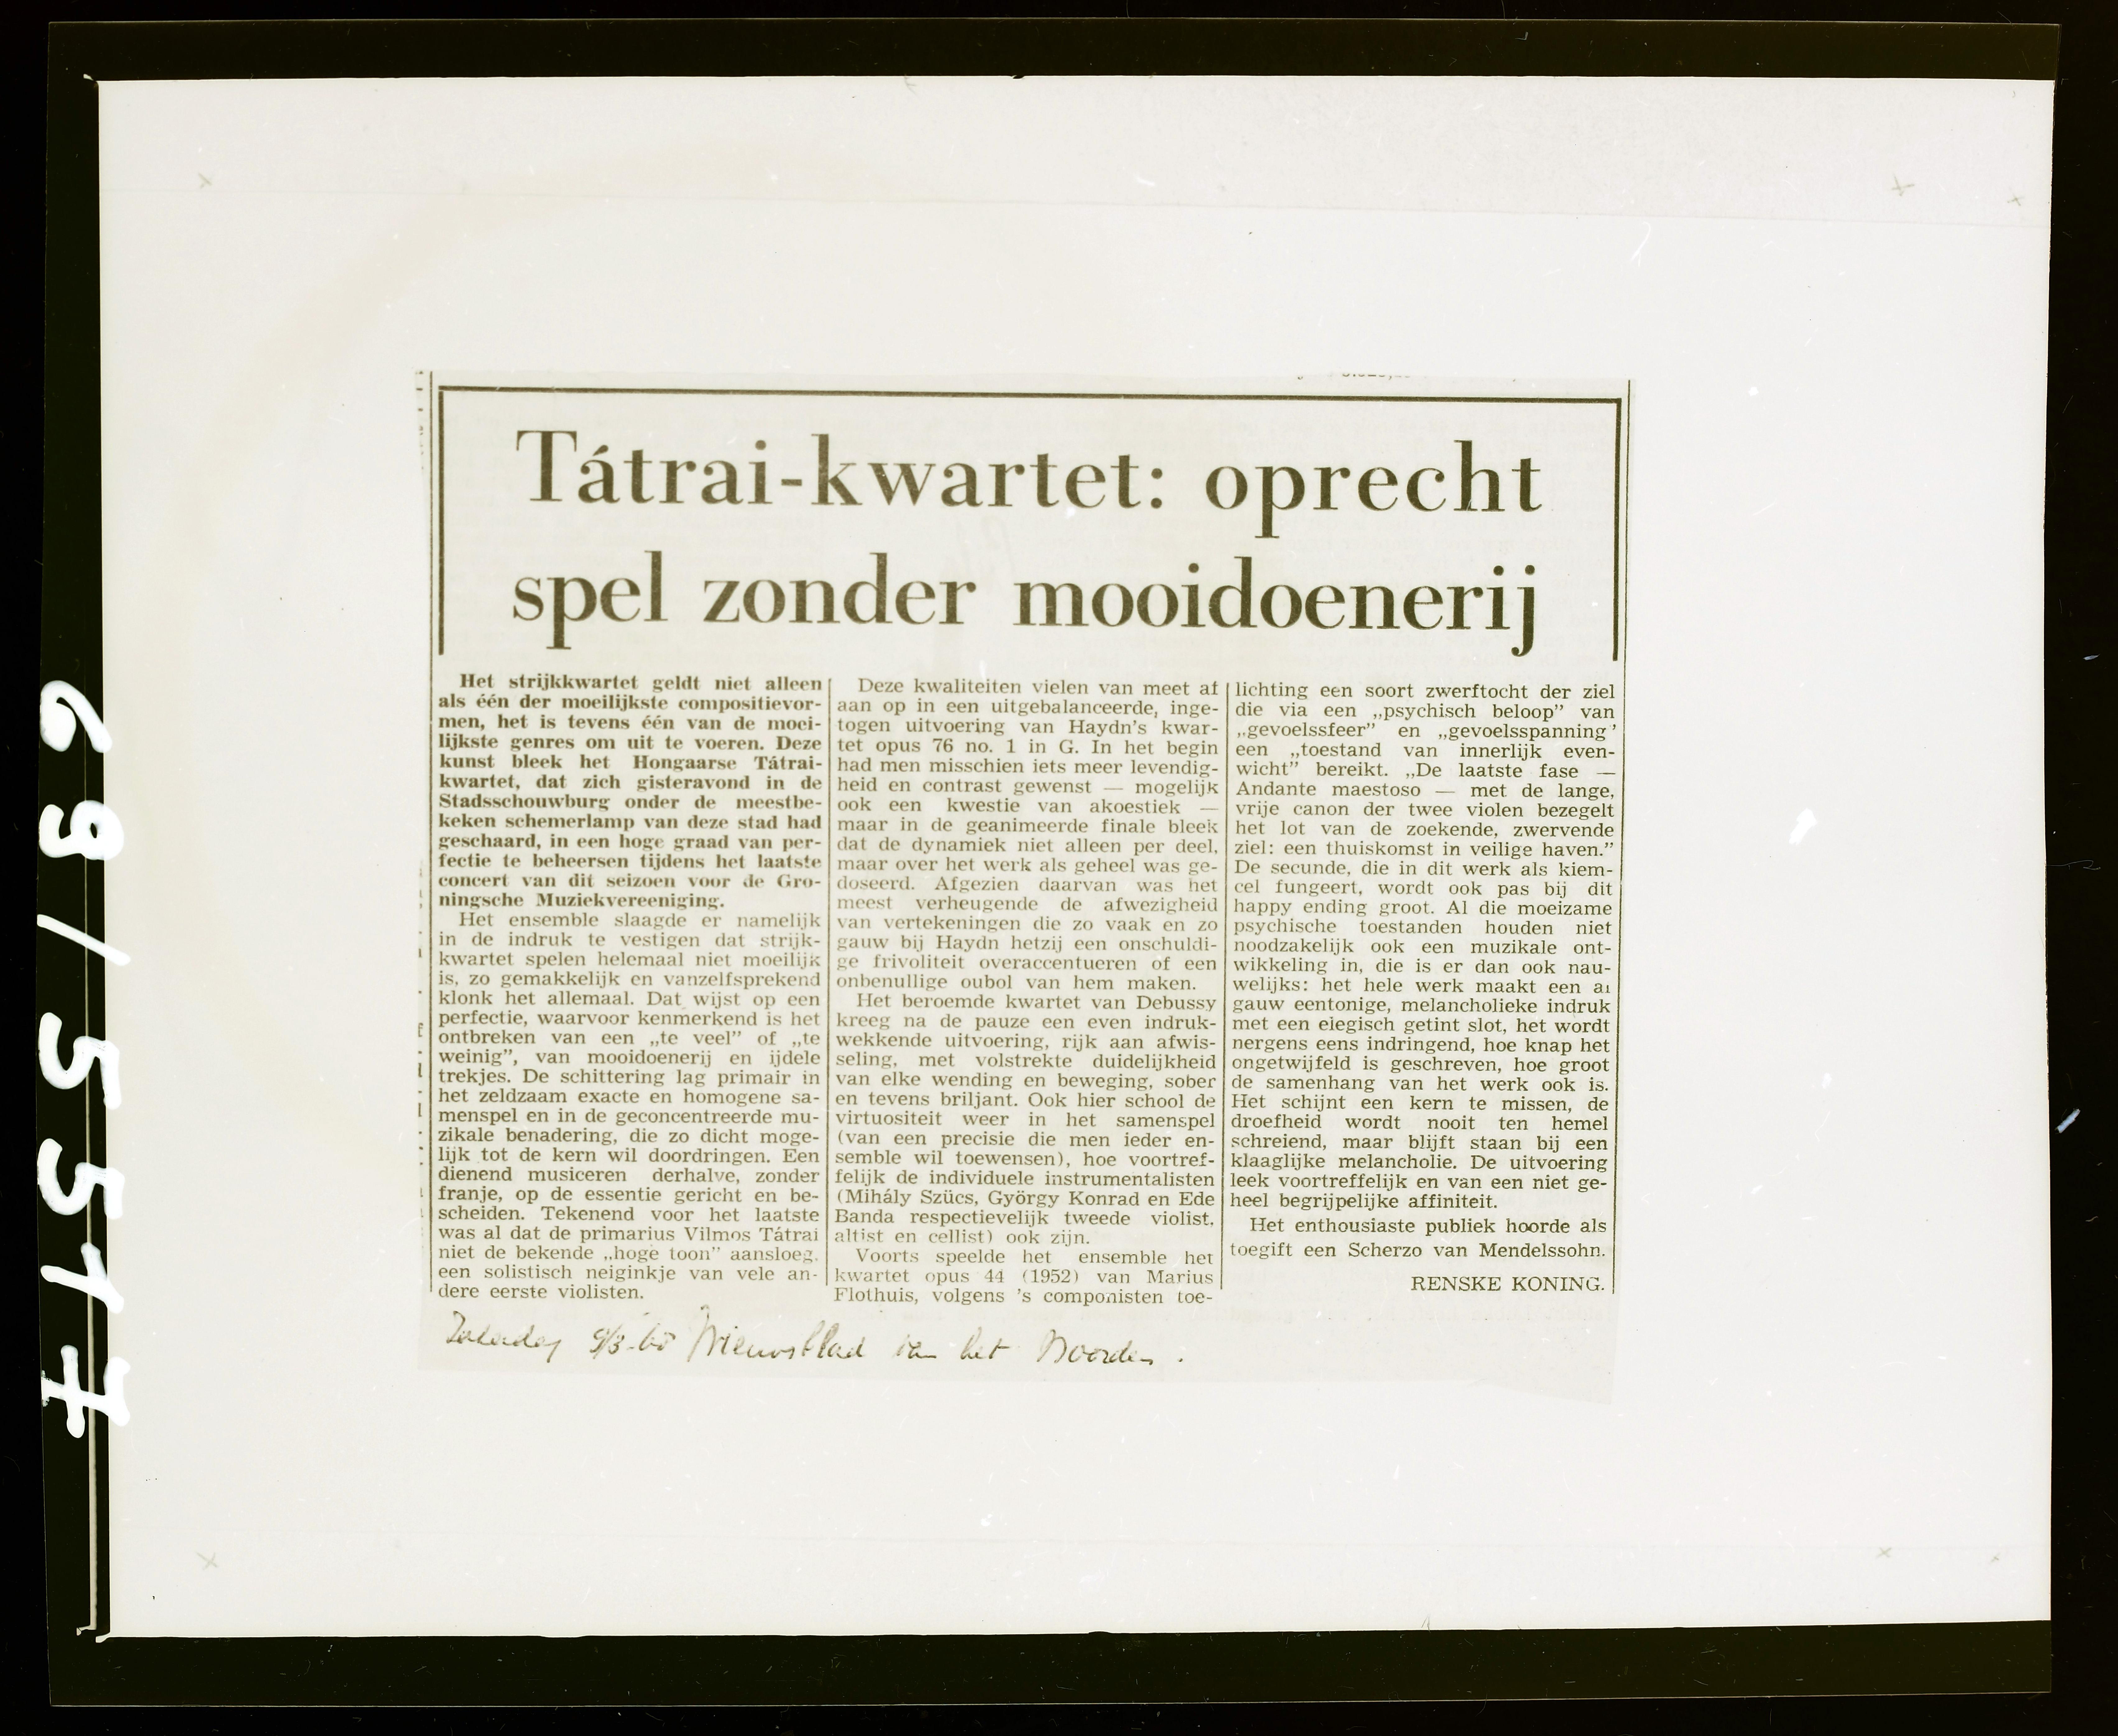 Tátrai-kwartet: oprecht
spel zonder mooidoenerij
Het strijkkwartet geldt niet alleen
als één der moeilijkste compositievor-
men, het is tevens één van de moei-
lijkste genres om uit te voeren. Deze
kunst bleek het Hongaarse Tátrai-
kwartet, dat zich gisteravond in de
Stadsschouwburg onder de meestbe-
keken schemerlamp van deze stad had
geschaard, in een hoge graad van per-
fectie te beheersen tijdens het laatste
concert van dit seizoen voor de Gro-
ningsche Muziekvereeniging.
Het ensemble slaagde er namelijk
in de indruk te vestigen dat strijk-
kwartet spelen helemaal niet moeilijk
is, zo gemakkelijk en vanzelfsprekend
klonk het allemaal. Dat wijst op een
perfectie, waarvoor kenmerkend is het
ontbreken van een „te veel” of „te
weinig”, van mooidoenerij en ijdele
trekjes. De schittering lag primair in
het zeldzaam exacte en homogene sa-
menspel en in de geconcentreerde mu-
zikale benadering, die zo dicht moge-
lijk tot de kern wil doordringen. Een
dienend musiceren derhalve, zonder
franje, op de essentie gericht en be-
scheiden. Tekenend voor het laatste
was al dat de primarius Vilmos Tátrai
niet de bekende „hoge toon” aansloeg,
een solistisch neiginkje van vele an-
dere eerste violisten.
Deze kwaliteiten vielen van meet af
aan op in een uitgebalanceerde, inge-
togen uitvoering van Haydn's kwar-
tet opus 76 no. 1 in G. In het begin
had men misschien iets meer levendig-
heid en contrast gewenst — mogelijk
ook een kwestie van akoestiek —
maar in de geanimeerde finale bleek
dat de dynamiek niet alleen per deel,
maar over het werk als geheel was ge-
doseerd. Afgezien daarvan was het
meest verheugende de afwezigheid
van vertekeningen die zo vaak en zo
gauw bij Haydn hetzij een onschuldi-
ge frivoliteit overaccentueren of een
onbenullige oubol van hem maken.
Het beroemde kwartet van Debussy
kreeg na de pauze een even indruk-
wekkende uitvoering, rijk aan afwis-
seling, met volstrekte duidelijkheid
van elke wending en beweging, sober
en tevens briljant. Ook hier school de
virtuositeit weer in het samenspel
(van een precisie die men ieder en-
semble wil toewensen), hoe voortref-
felijk de individuele instrumentalisten
(Mihály Szücs, György Konrad en Ede
Banda respectievelijk tweede violist,
altist en cellist) ook zijn.
Voorts speelde het ensemble het
kwartet opus 44 (1952) van Marius
Flothuis, volgens 's componisten toe-
lichting een soort zwerftocht der ziel
die via een „psychisch beloop” van
„gevoelssfeer” en „gevoelsspanning'
een „toestand van innerlijk even-
wicht” bereikt. „De laatste fase —
Andante maestoso — met de lange,
vrije canon der twee violen bezegelt
het lot van de zoekende, zwervende
ziel: een thuiskomst in veilige haven.”
De secunde, die in dit werk als kiem-
cel fungeert, wordt ook pas bij dit
happy ending groot. Al die moeizame
psychische toestanden houden niet
noodzakelijk ook een muzikale ont-
wikkeling in, die is er dan ook nau-
welijks: het hele werk maakt een al
gauw eentonige, melancholieke indruk
met een elegisch getint slot, het wordt
nergens eens indringend, hoe knap het
ongetwijfeld is geschreven, hoe groot
de samenhang van het werk ook is.
Het schijnt een kern te missen, de
droefheid wordt nooit ten hemel
schreiend, maar blijft staan bij een
klaaglijke melancholie. De uitvoering
leek voortreffelijk en van een niet ge-
heel begrijpelijke affiniteit.
Het enthousiaste publiek hoorde als
toegift een Scherzo van Mendelssohn.
RENSKE KONING.
Zaterdag 9/3-68 Nieuwsblad van het Noorden.
69/5517